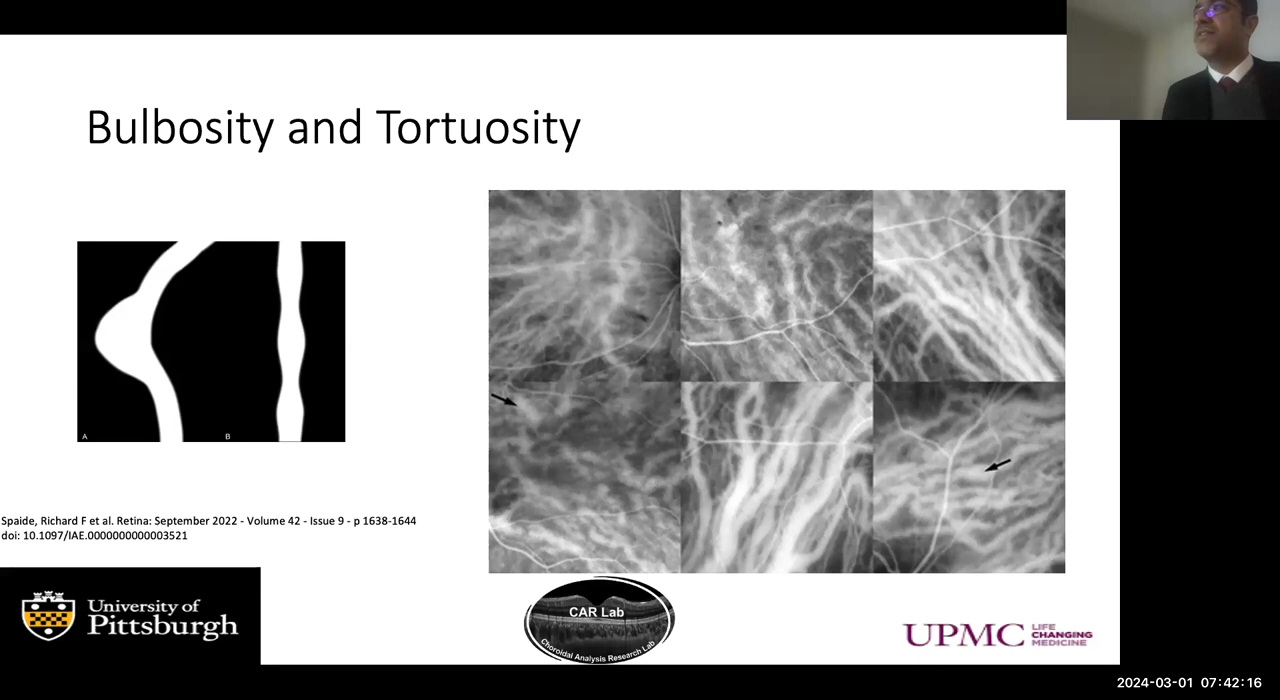 Bulbosity and Tortuosity
A
B
Spaide, Richard F et al. Retina: September 2022 - Volume 42 - Issue 9 - p 1638-1644
doi: 10.1097/IAE.0000000000003521
University of
Pittsburgh
CAR Lab
Choroidal Analysis Research Lab
UPMC
LIFE
CHANGING
MEDICINE
2024-03-01 07:42:16